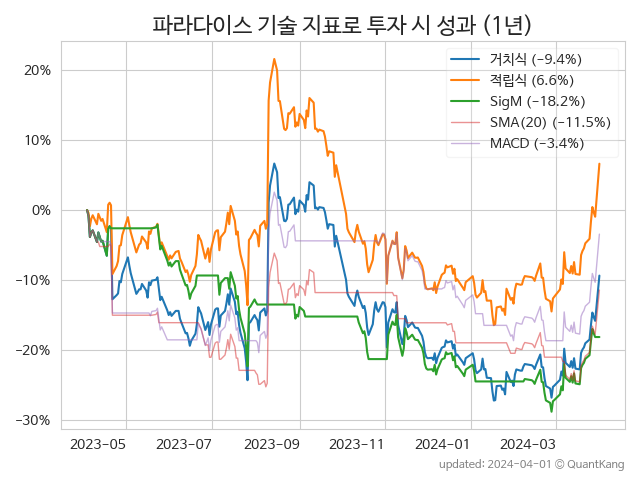 파라다이스 기술 지표로 투자 시 성과 (1년)
거치식 (−9.4%)
적립식 (6.6%)
SigM (−18.2%)
SMA(20) (−11.5%)
MACD (−3.4%)
20%
10%
0%
−10%
−20%
−30%
2023-05 2023-07 2023-09 2023-11 2024-01 2024-03
updated: 2024-04-01 © QuantKang